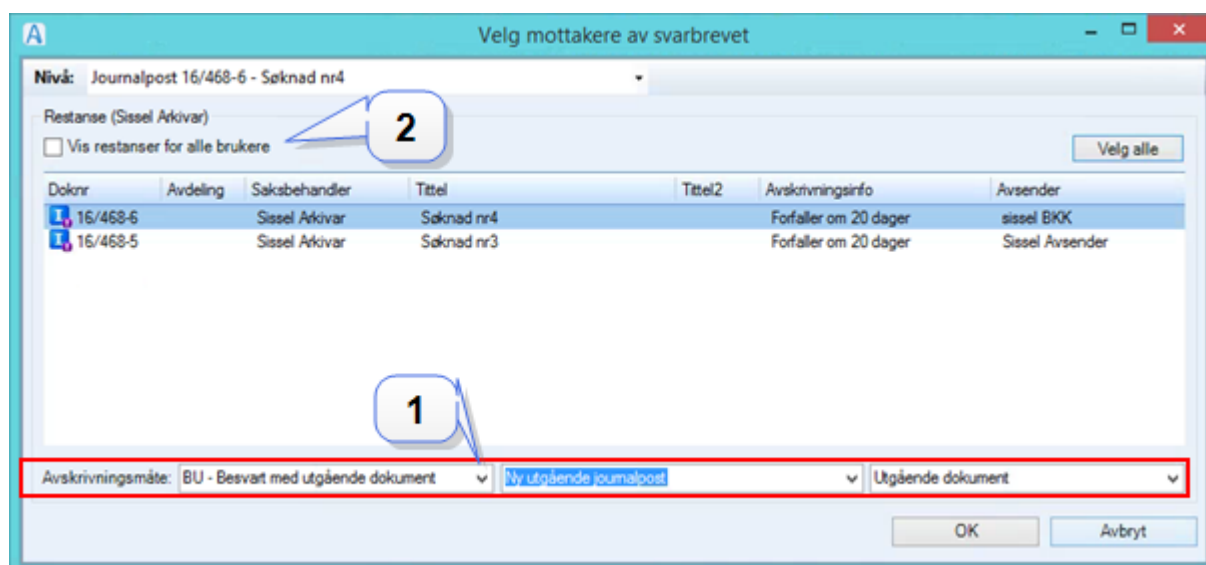 A
Velg mottakere av svarbrevet
Nivå: Journalpost 16/468-6 - Søknad nr4
Restanse (Sissel Arkivar)
2
Vis restanser for alle brukere
Velg alle
Doknr Avdeling Saksbehandler Tittel Tittel2 Avskrivningsinfo Avsender
I 16/468-6 Sissel Arkivar Søknad nr4 Forfaller om 20 dager sissel BKK
I 16/468-5 Sissel Arkivar Søknad nr3 Forfaller om 20 dager Sissel Avsender
1
Avskrivningsmåte: BU - Besvart med utgående dokument Ny utgående journalpost Utgående dokument
OK Avbryt